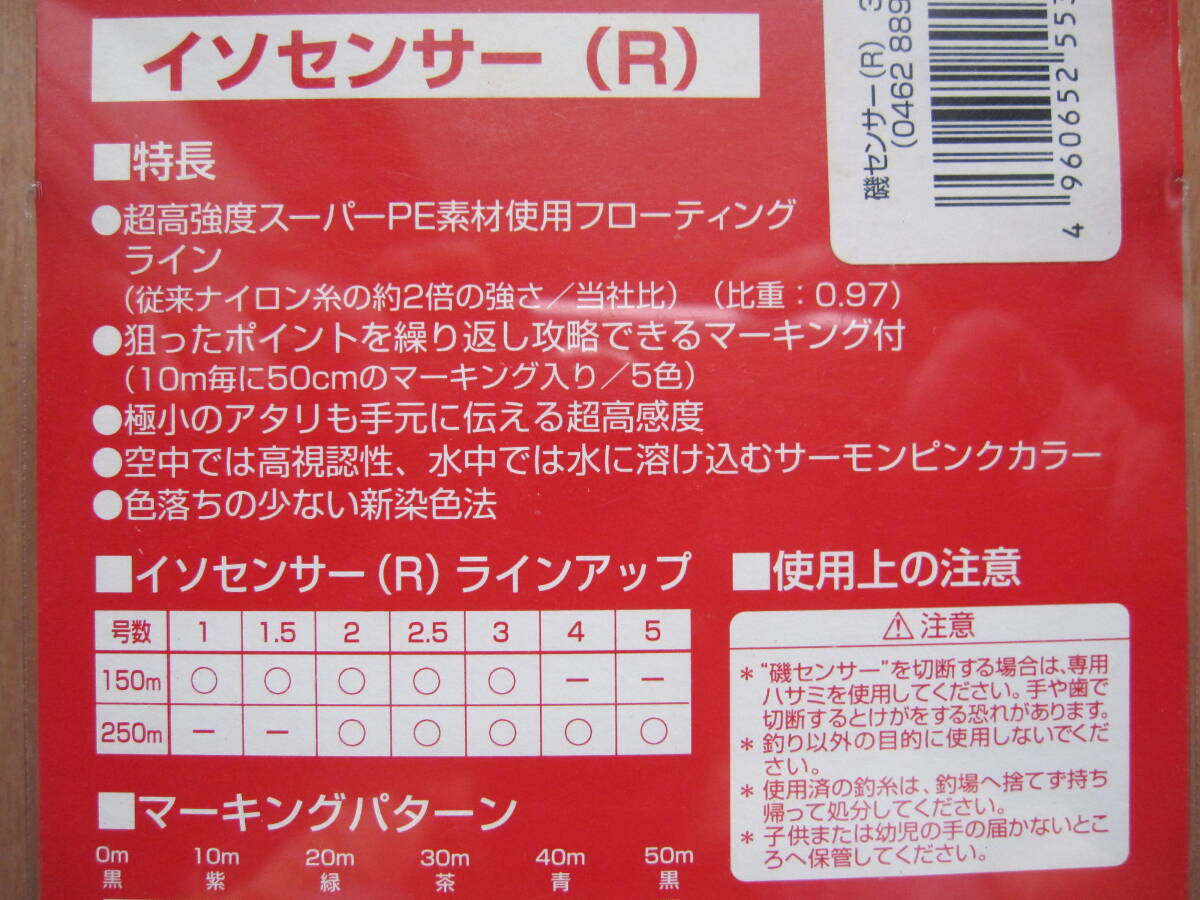 イソセンサー（R）
磯センサー(R) 3
(0462 889
4 960652 553
■特長
●超高強度スーパーPE素材使用フローティング
ライン
(従来ナイロン糸の約2倍の強さ／当社比) (比重：0.97)
●狙ったポイントを繰り返し攻略できるマーキング付
(10m毎に50cmのマーキング入り／5色)
●極小のアタリも手元に伝える超高感度
●空中では高視認性、水中では水に溶け込むサーモンピンクカラー
●色落ちの少ない新染色法
■イソセンサー（R）ラインアップ
号数 1 1.5 2 2.5 3 4 5
150m ○ ○ ○ ○ ○ － －
250m － － ○ ○ ○ ○ ○
■マーキングパターン
0m 10m 20m 30m 40m 50m
黒 紫 緑 茶 青 黒
■使用上の注意
⚠注意
＊“磯センサー”を切断する場合は、専用
ハサミを使用してください。手や歯で
切断するとけがをする恐れがあります。
＊釣り以外の目的に使用しないでくだ
さい。
＊使用済の釣糸は、釣場へ捨てず持ち
帰って処分してください。
＊子供または幼児の手の届かないとこ
ろへ保管してください。